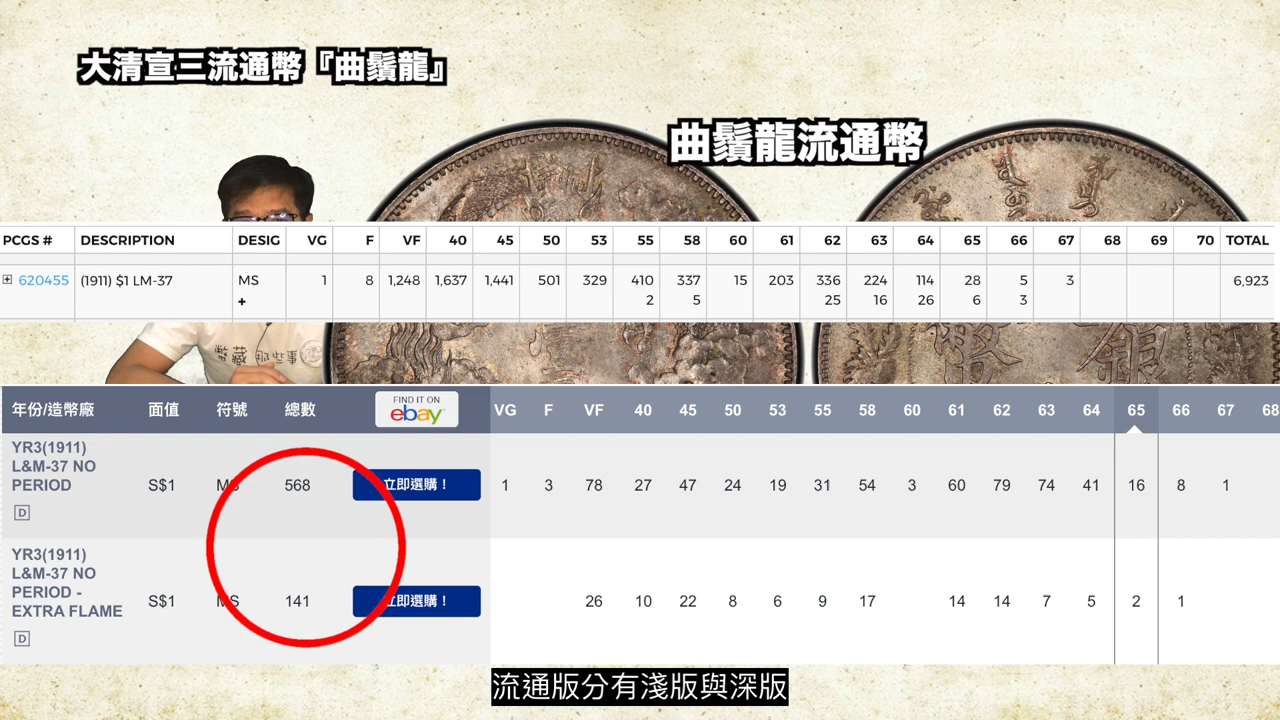 大清宣三流通幣『曲鬚龍』
曲鬚龍流通幣
PCGS # DESCRIPTION DESIG VG F VF 40 45 50 53 55 58 60 61 62 63 64 65 66 67 68 69 70 TOTAL
620455 (1911) $1 LM-37 MS 1 8 1,248 1,637 1,441 501 329 410 337 15 203 336 224 114 28 5 3 6,923
+ 2 5 25 16 26 6 3
幣藏 那些事
幣 銀
年份/造幣廠 面值 符號 總數 FIND IT ON ebay VG F VF 40 45 50 53 55 58 60 61 62 63 64 65 66 67 68
YR3(1911)
L&M-37 NO
PERIOD S$1 MS 568 立即選購！ 1 3 78 27 47 24 19 31 54 3 60 79 74 41 16 8 1
D
YR3(1911)
L&M-37 NO
PERIOD -
EXTRA FLAME S$1 MS 141 立即選購！ 26 10 22 8 6 9 17 14 14 7 5 2 1
D
流通版分有淺版與深版